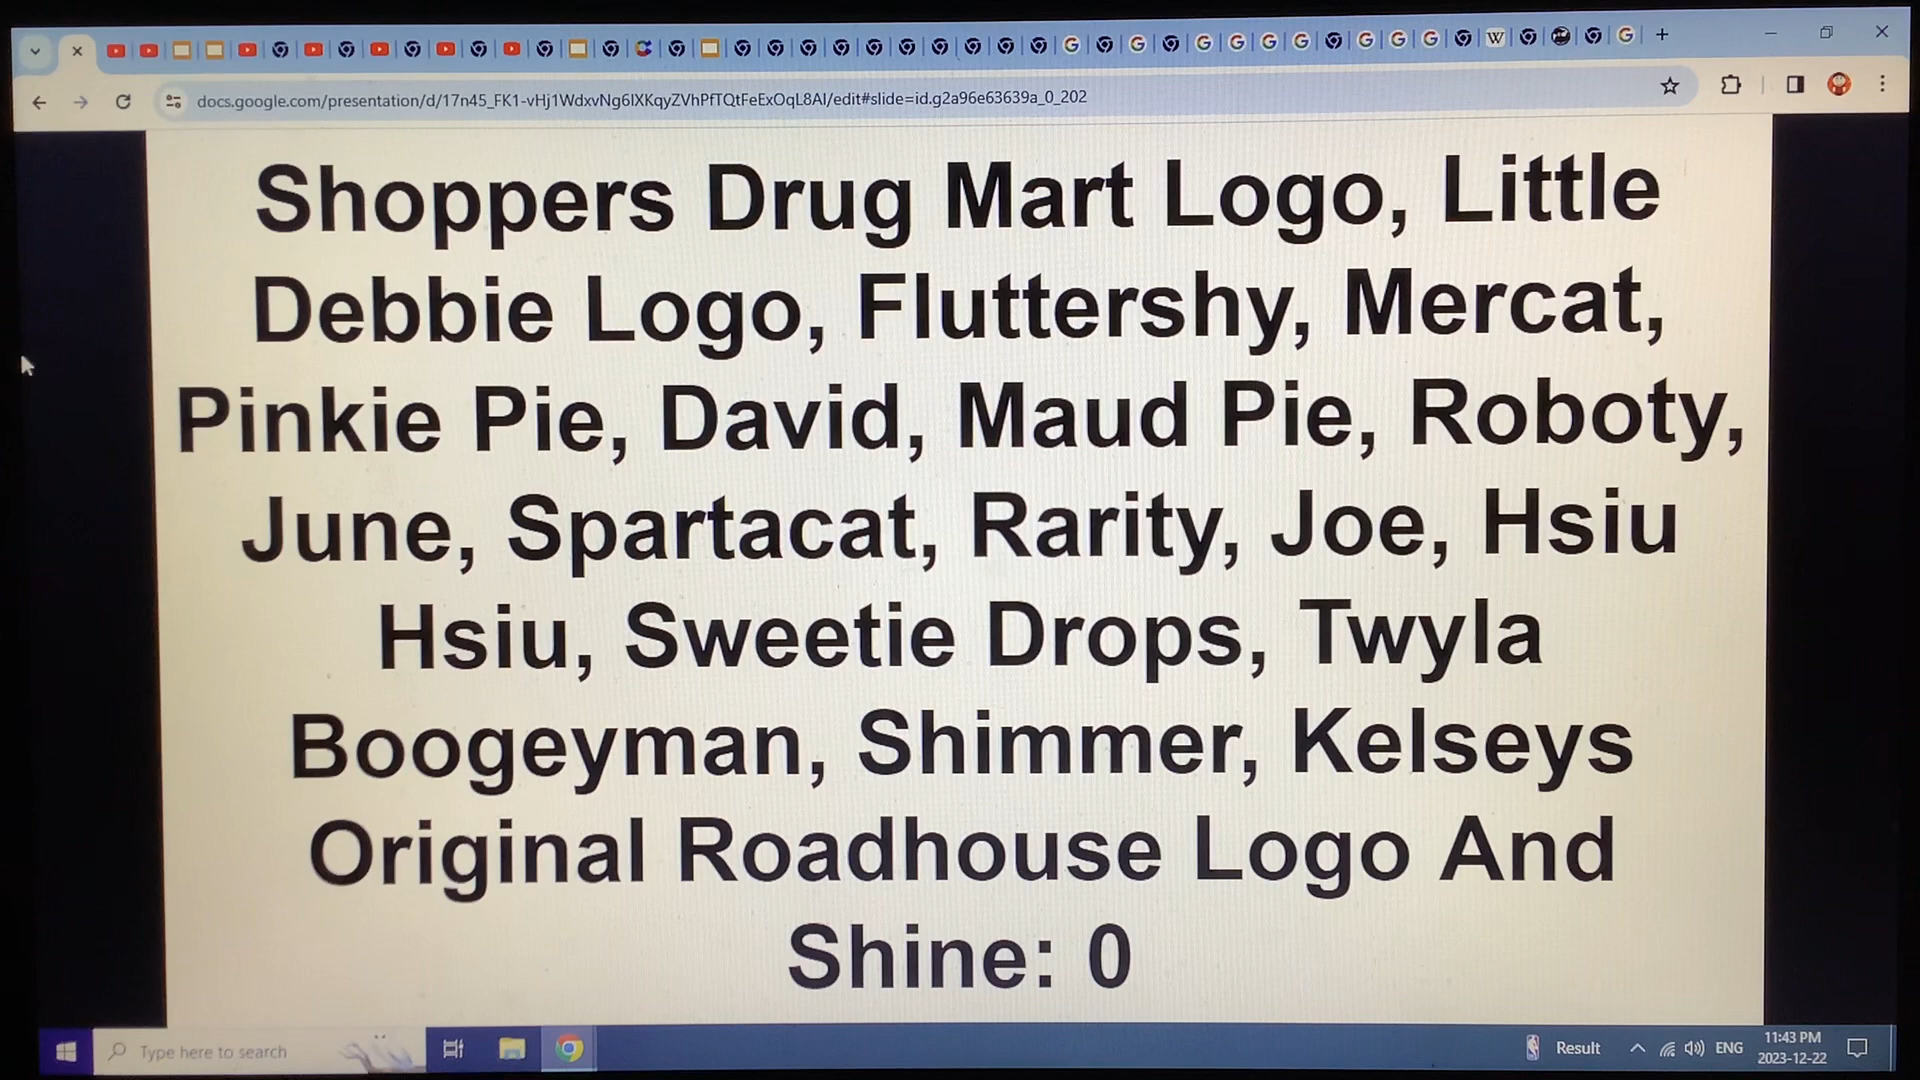 docs.google.com/presentation/d/17n45_FK1-vHj1WdxvNg6IXKqyZVhPfTQtFeExOqL8AI/edit#slide=id.g2a96e63639a_0_202
Shoppers Drug Mart Logo, Little
Debbie Logo, Fluttershy, Mercat,
Pinkie Pie, David, Maud Pie, Roboty,
June, Spartacat, Rarity, Joe, Hsiu
Hsiu, Sweetie Drops, Twyla
Boogeyman, Shimmer, Kelseys
Original Roadhouse Logo And
Shine: 0
Type here to search
Result
ENG
11:43 PM
2023-12-22